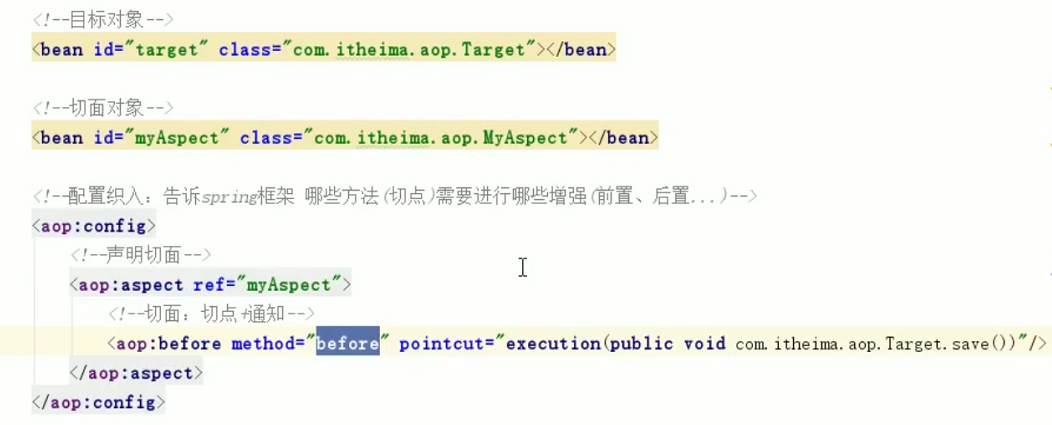 <!--目标对象-->
<bean id="target" class="com.itheima.aop.Target"></bean>
<!--切面对象-->
<bean id="myAspect" class="com.itheima.aop.MyAspect"></bean>
<!--配置织入：告诉spring框架 哪些方法(切点)需要进行哪些增强(前置、后置...)-->
<aop:config>
<!--声明切面-->
<aop:aspect ref="myAspect">
<!--切面：切点+通知-->
<aop:before method="before" pointcut="execution(public void com.itheima.aop.Target.save())"/>
</aop:aspect>
</aop:config>